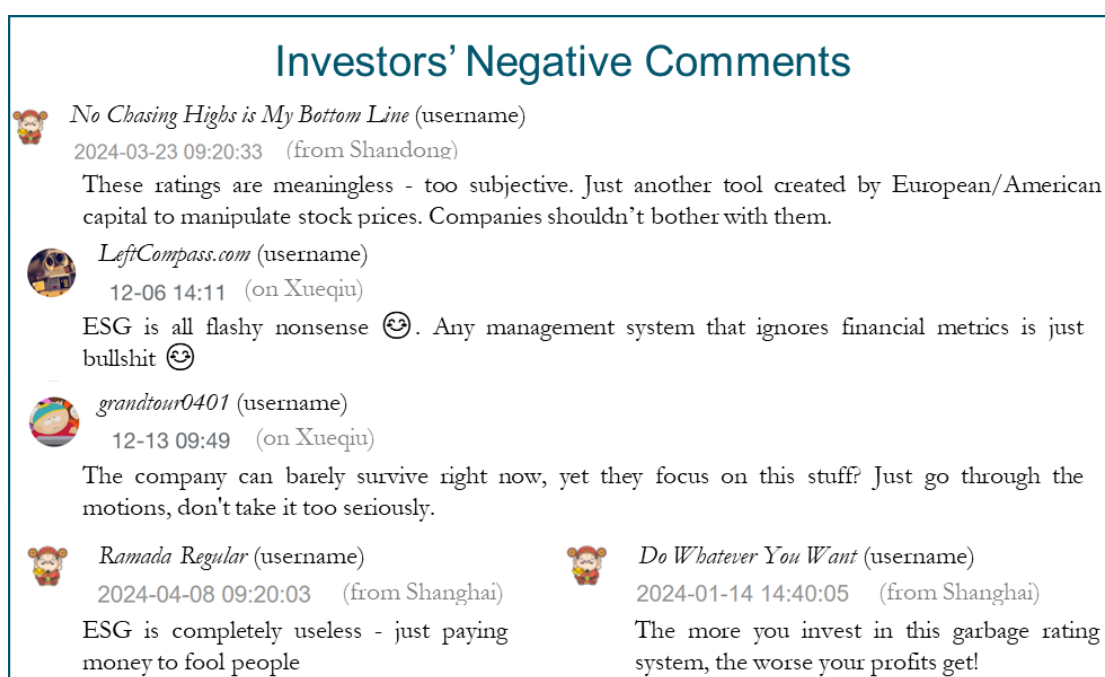 Investors’ Negative Comments
No Chasing Highs is My Bottom Line (username)
2024-03-23 09:20:33 (from Shandong)
These ratings are meaningless - too subjective. Just another tool created by European/American
capital to manipulate stock prices. Companies shouldn’t bother with them.
LeftCompass.com (username)
12-06 14:11 (on Xueqiu)
ESG is all flashy nonsense 😊. Any management system that ignores financial metrics is just
bullshit 😊
grandtour0401 (username)
12-13 09:49 (on Xueqiu)
The company can barely survive right now, yet they focus on this stuff? Just go through the
motions, don't take it too seriously.
Ramada Regular (username)
2024-04-08 09:20:03 (from Shanghai)
ESG is completely useless - just paying
money to fool people
Do Whatever You Want (username)
2024-01-14 14:40:05 (from Shanghai)
The more you invest in this garbage rating
system, the worse your profits get!